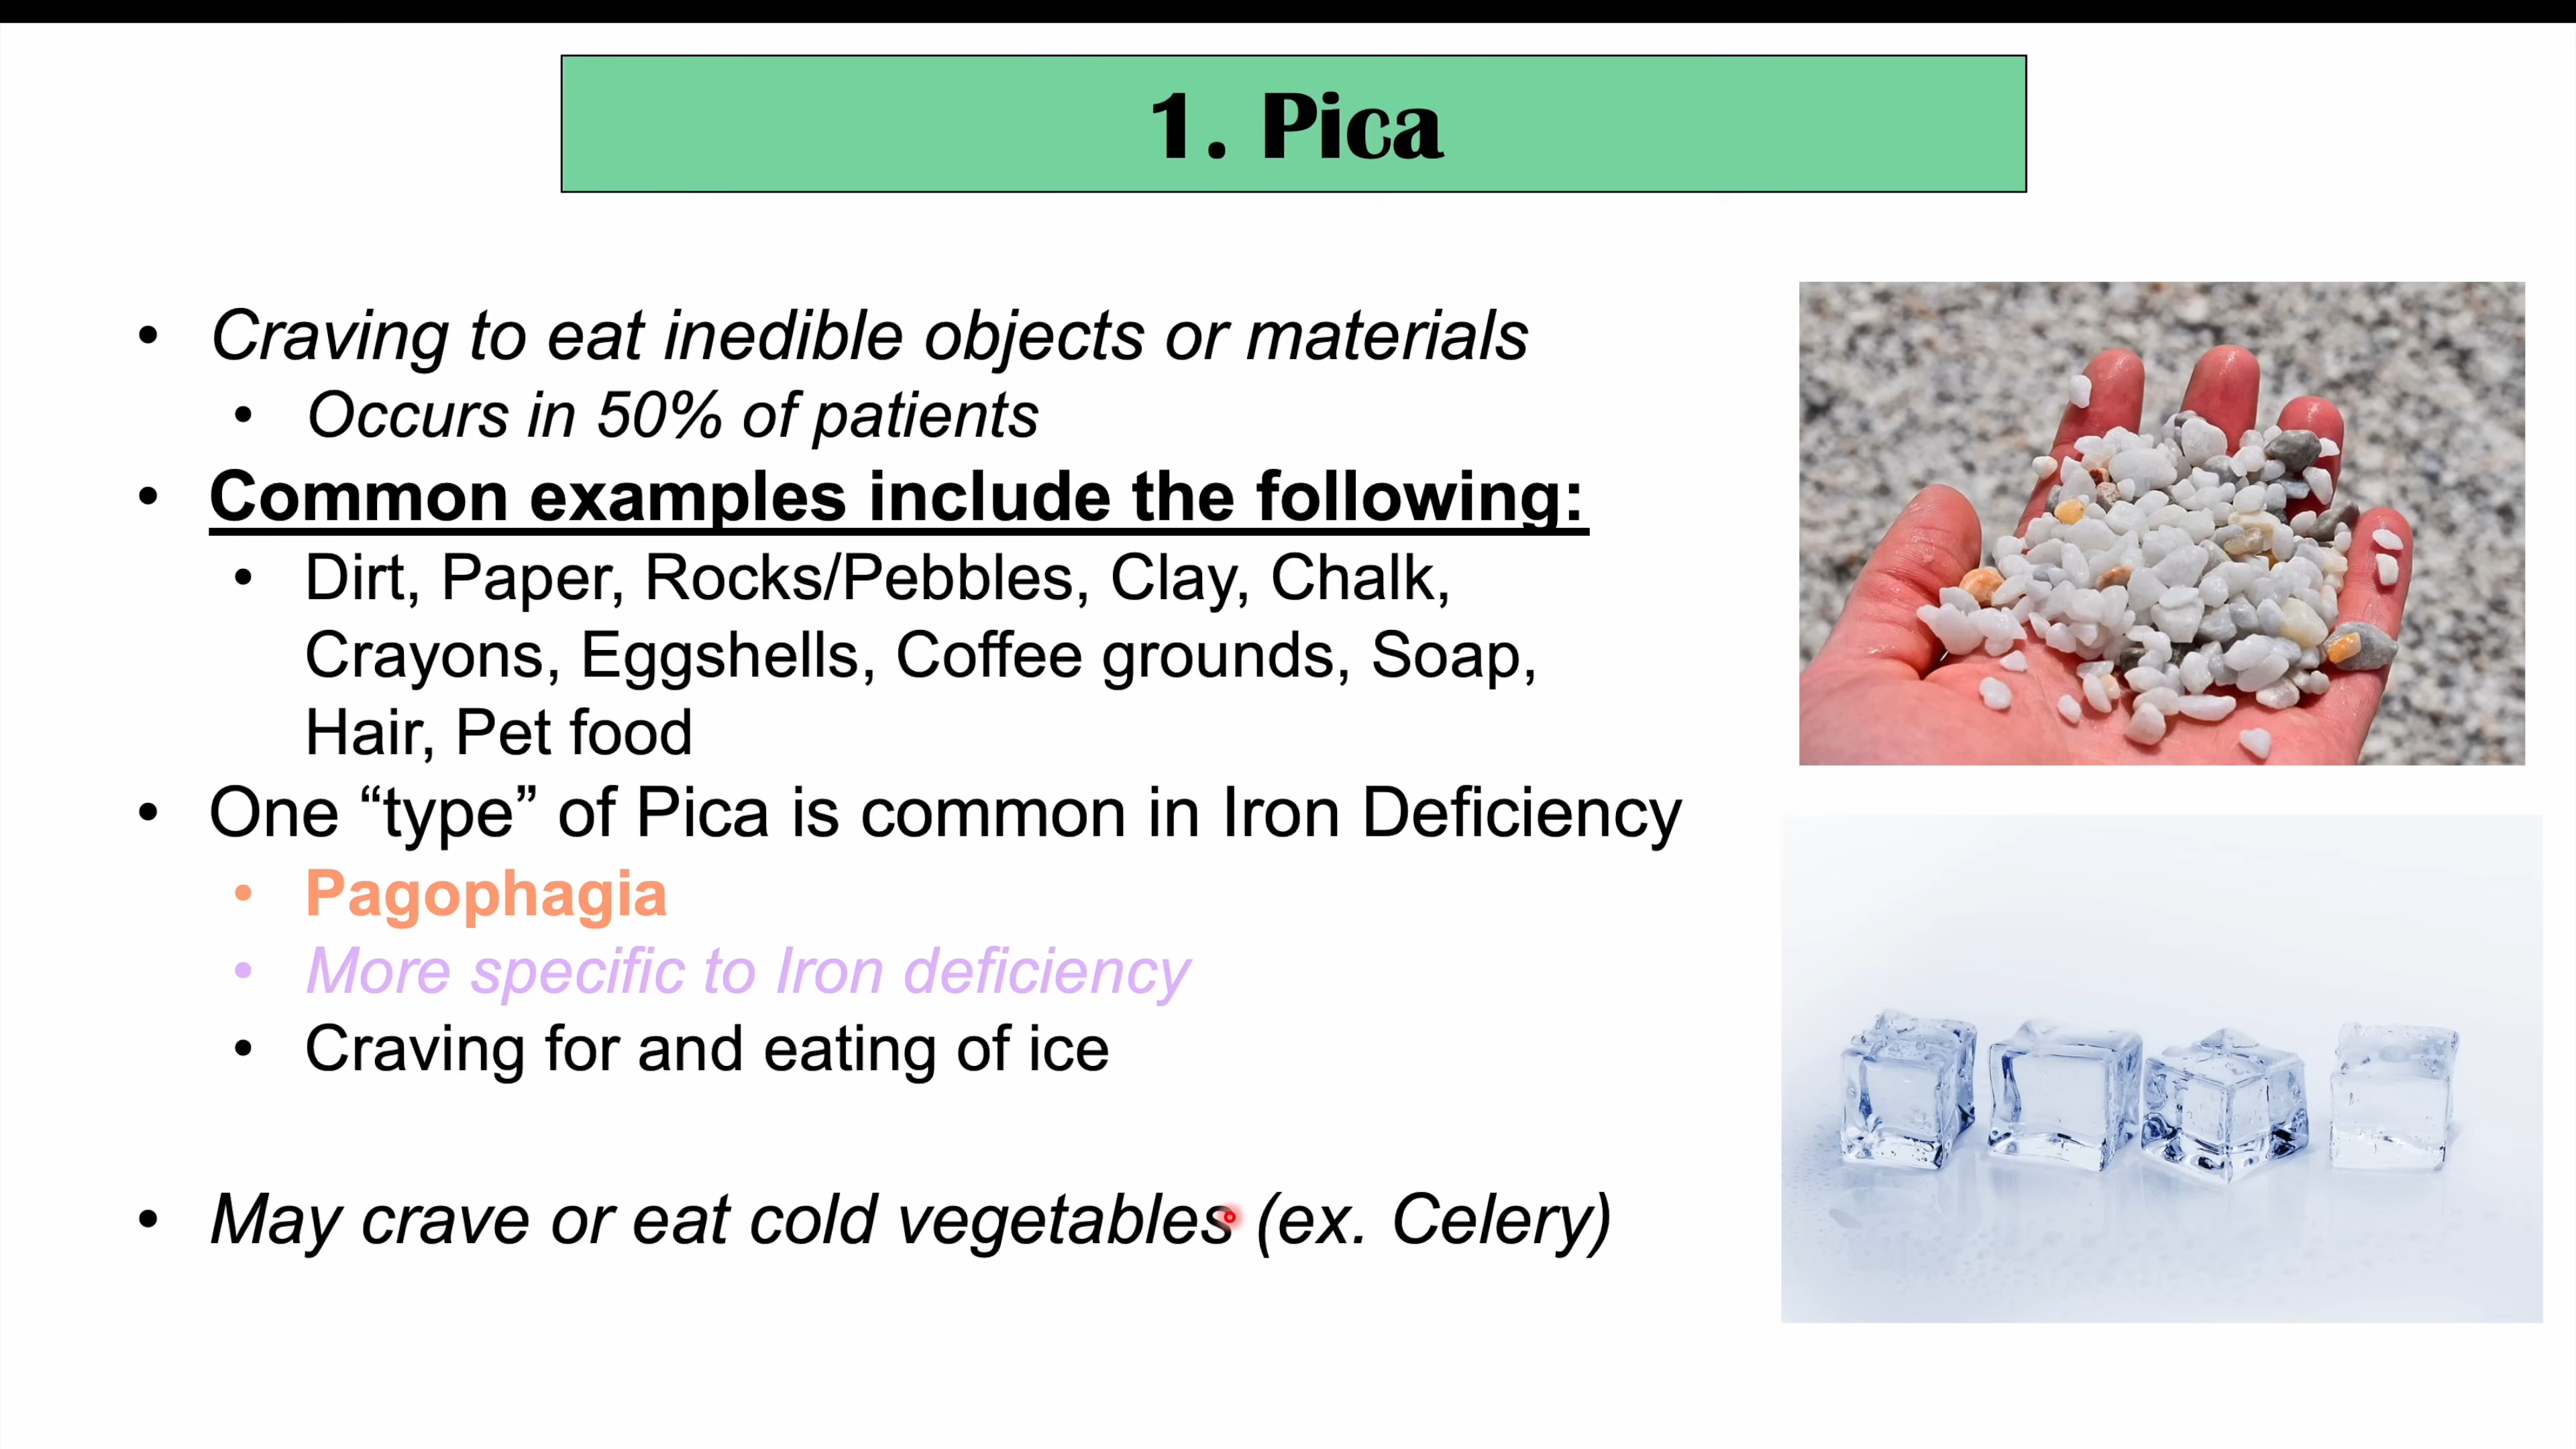 1. Pica
• Craving to eat inedible objects or materials
• Occurs in 50% of patients
• Common examples include the following:
• Dirt, Paper, Rocks/Pebbles, Clay, Chalk,
Crayons, Eggshells, Coffee grounds, Soap,
Hair, Pet food
• One “type” of Pica is common in Iron Deficiency
• Pagophagia
• More specific to Iron deficiency
• Craving for and eating of ice
• May crave or eat cold vegetables (ex. Celery)